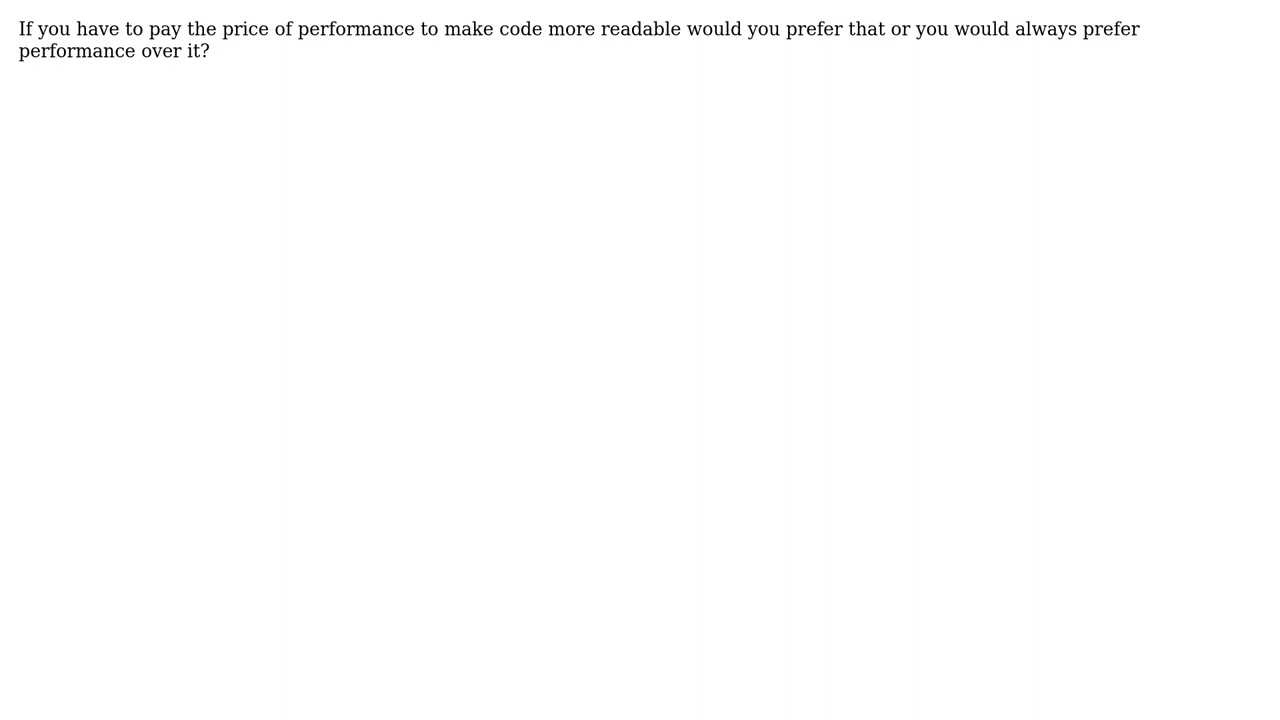 If you have to pay the price of performance to make code more readable would you prefer that or you would always prefer
performance over it?